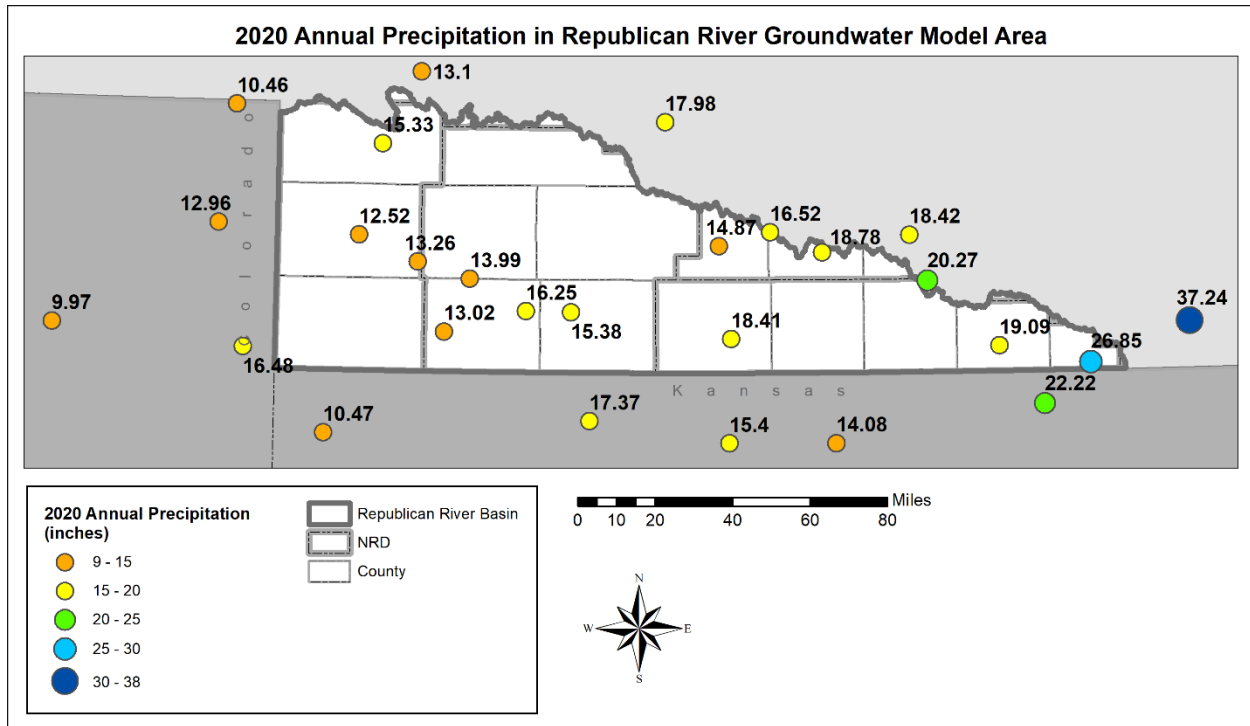 2020 Annual Precipitation in Republican River Groundwater Model Area
13.1
10.46
17.98
15.33
12.96
12.52
13.26
13.99
14.87
16.52
18.78
18.42
20.27
37.24
9.97
13.02
16.25
15.38
18.41
19.09
26.85
16.48
22.22
10.47
17.37
15.4
14.08
Colorado
Kansas
2020 Annual Precipitation
(inches)
9 - 15
15 - 20
20 - 25
25 - 30
30 - 38
Republican River Basin
NRD
County
Miles
0 10 20 40 60 80
N
W E
S